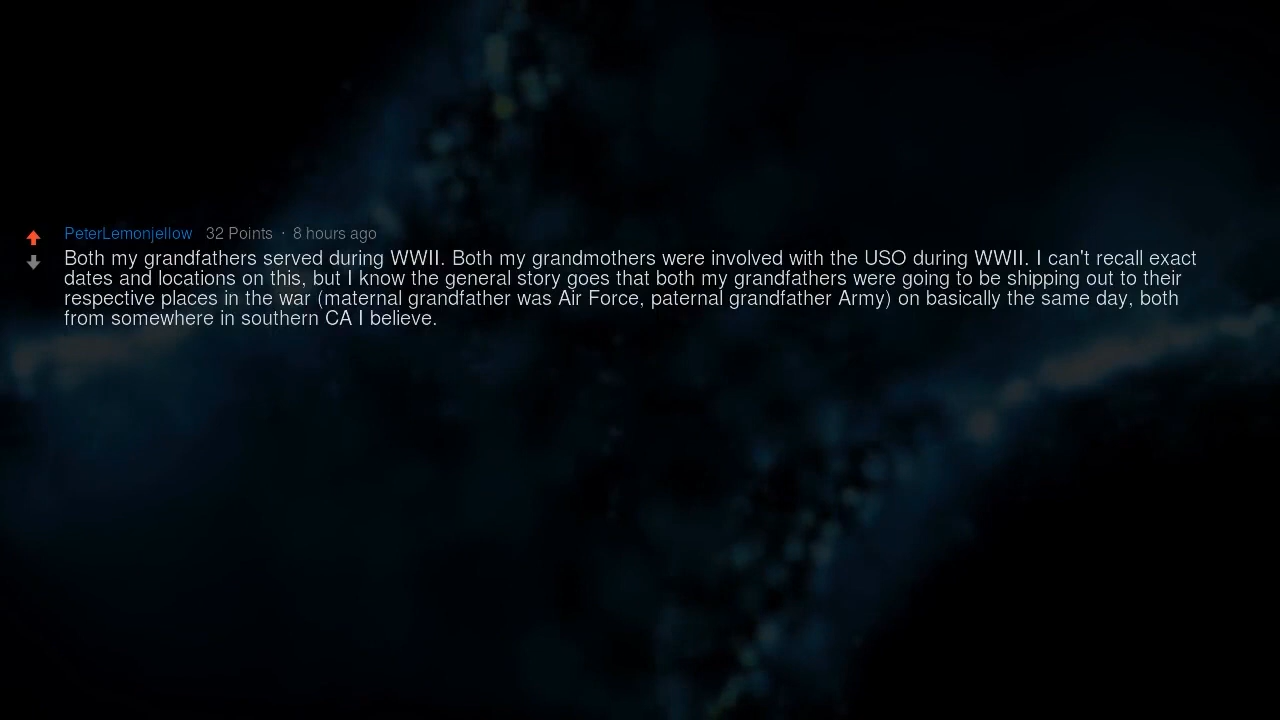 PeterLemonjellow 32 Points · 8 hours ago
Both my grandfathers served during WWII. Both my grandmothers were involved with the USO during WWII. I can't recall exact
dates and locations on this, but I know the general story goes that both my grandfathers were going to be shipping out to their
respective places in the war (maternal grandfather was Air Force, paternal grandfather Army) on basically the same day, both
from somewhere in southern CA I believe.